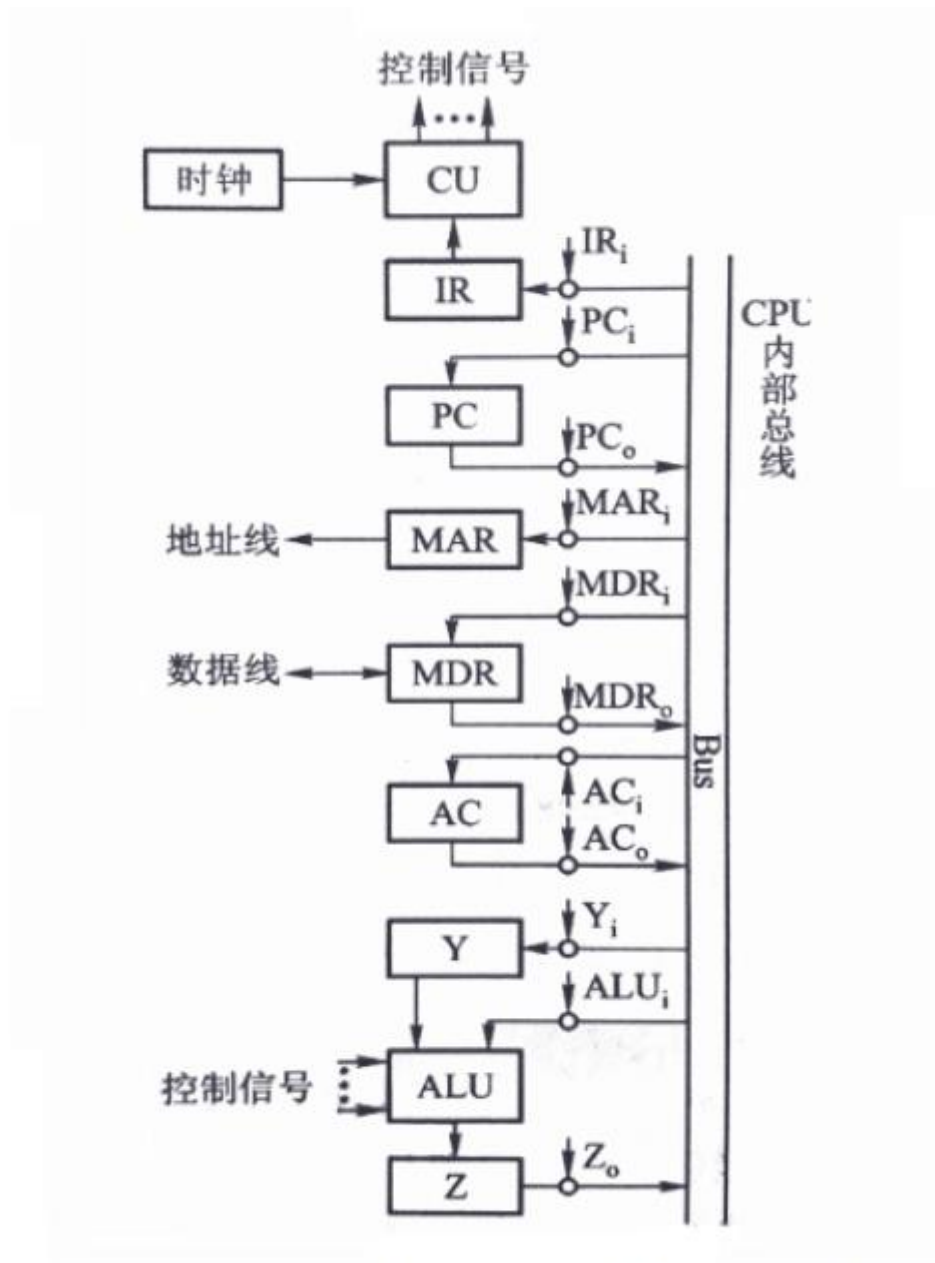 控制信号
时钟
CU
IR
IRᵢ
PCᵢ
CPU
内部总线
PC
PCₒ
MARᵢ
地址线
MAR
MDRᵢ
数据线
MDR
MDRₒ
Bus
AC
ACᵢ
ACₒ
Y
Yᵢ
ALUᵢ
控制信号
ALU
Z
Zₒ